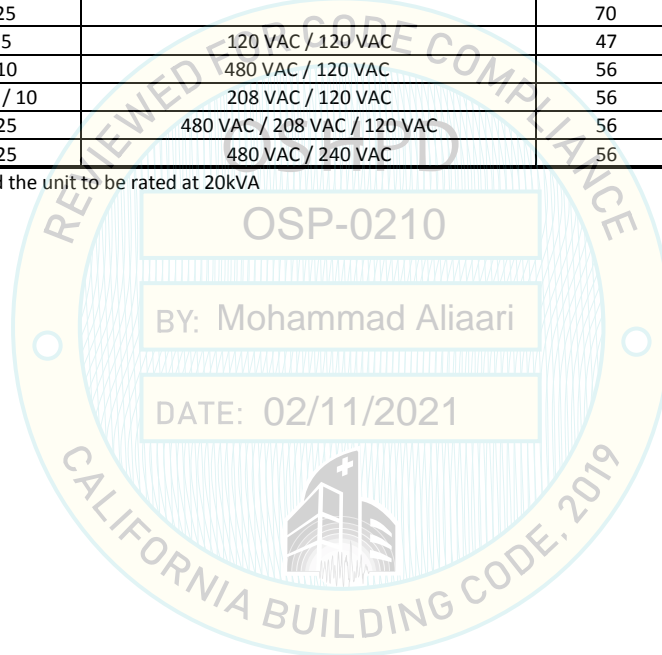 25 70
5 120 VAC / 120 VAC 47
10 480 VAC / 120 VAC 56
/ 10 208 VAC / 120 VAC 56
25 480 VAC / 208 VAC / 120 VAC 56
25 480 VAC / 240 VAC 56
d the unit to be rated at 20kVA
REVIEWED FOR CODE COMPLIANCE
OSHPD
OSP-0210
BY: Mohammad Aliaari
DATE: 02/11/2021
CALIFORNIA BUILDING CODE, 2019